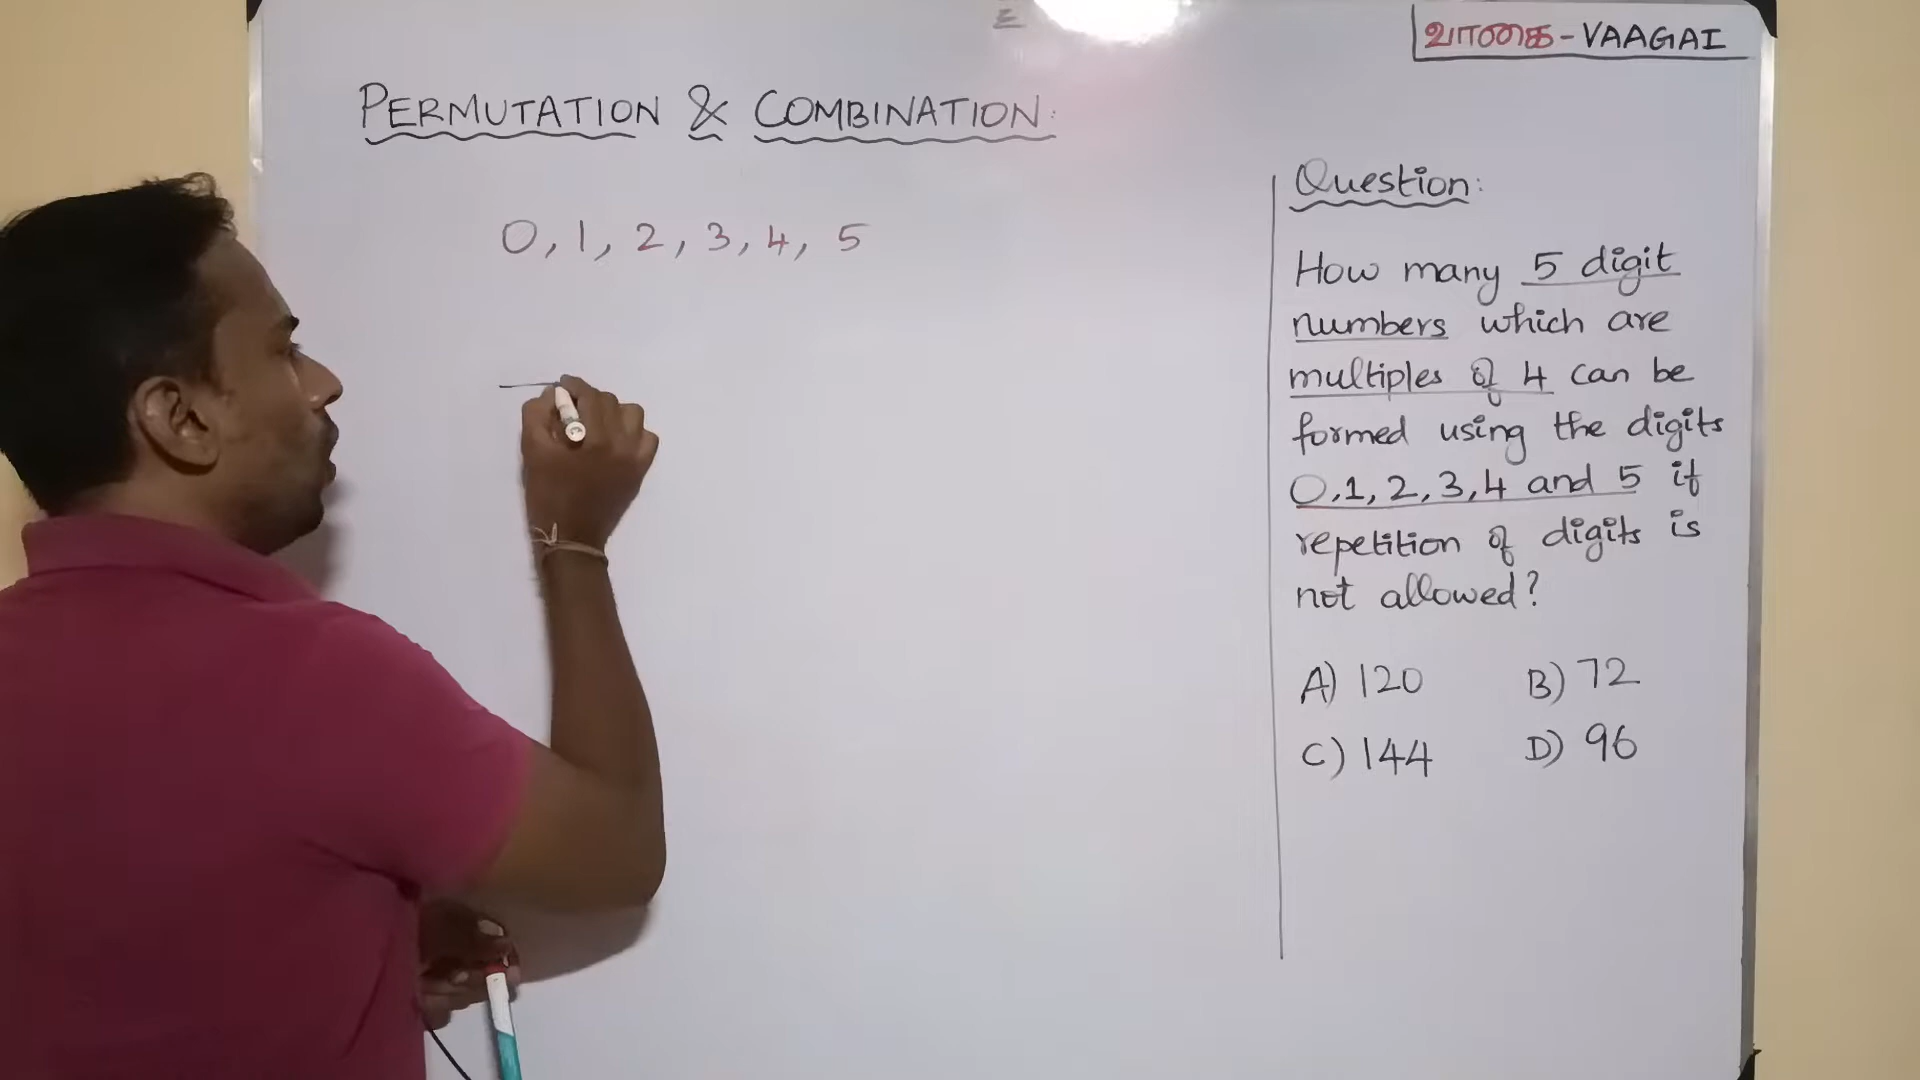 வாகை - VAAGAI
PERMUTATION & COMBINATION:
0, 1, 2, 3, 4, 5
Question:
How many 5 digit
numbers which are
multiples of 4 can be
formed using the digits
0,1,2,3,4 and 5 if
repetition of digits is
not allowed?
A) 120 B) 72
C) 144 D) 96